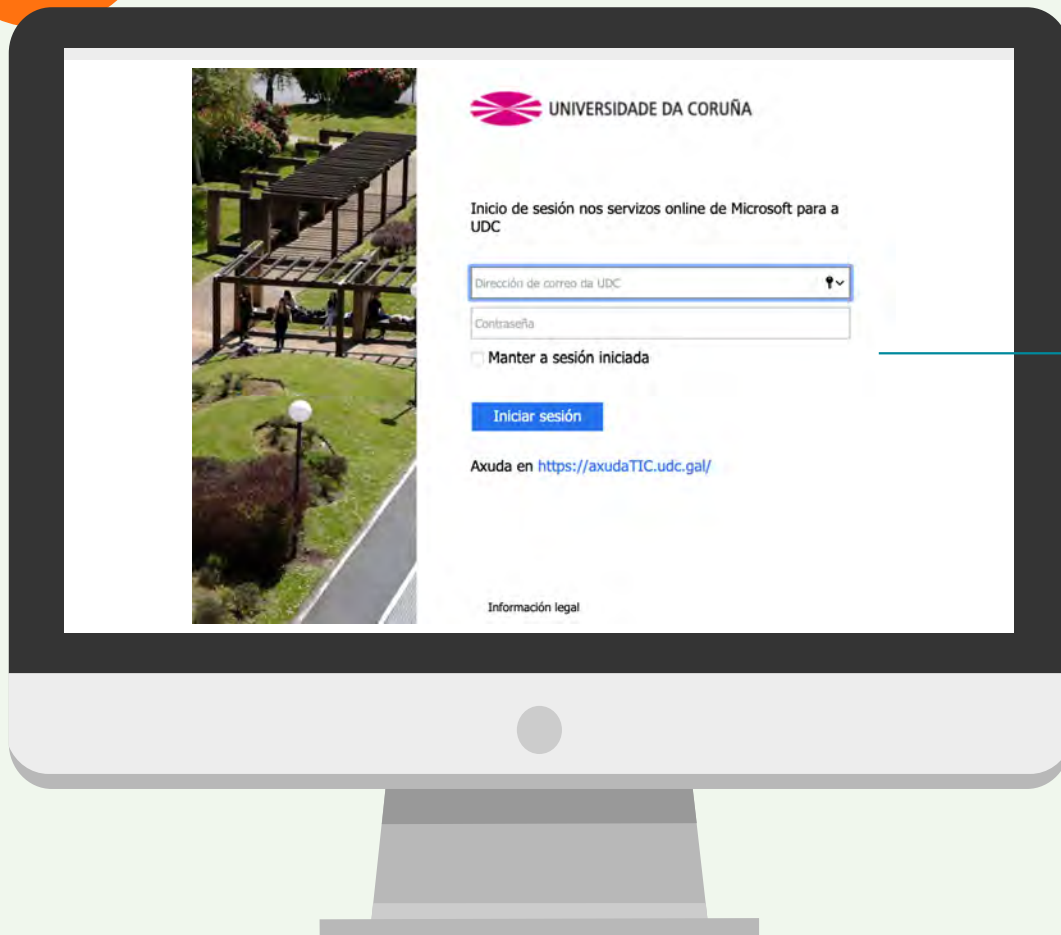 UNIVERSIDADE DA CORUÑA
Inicio de sesión nos servizos online de Microsoft para a
UDC
Dirección de correo da UDC
Contraseña
Manter a sesión iniciada
Iniciar sesión
Axuda en https://axudaTIC.udc.gal/
Información legal